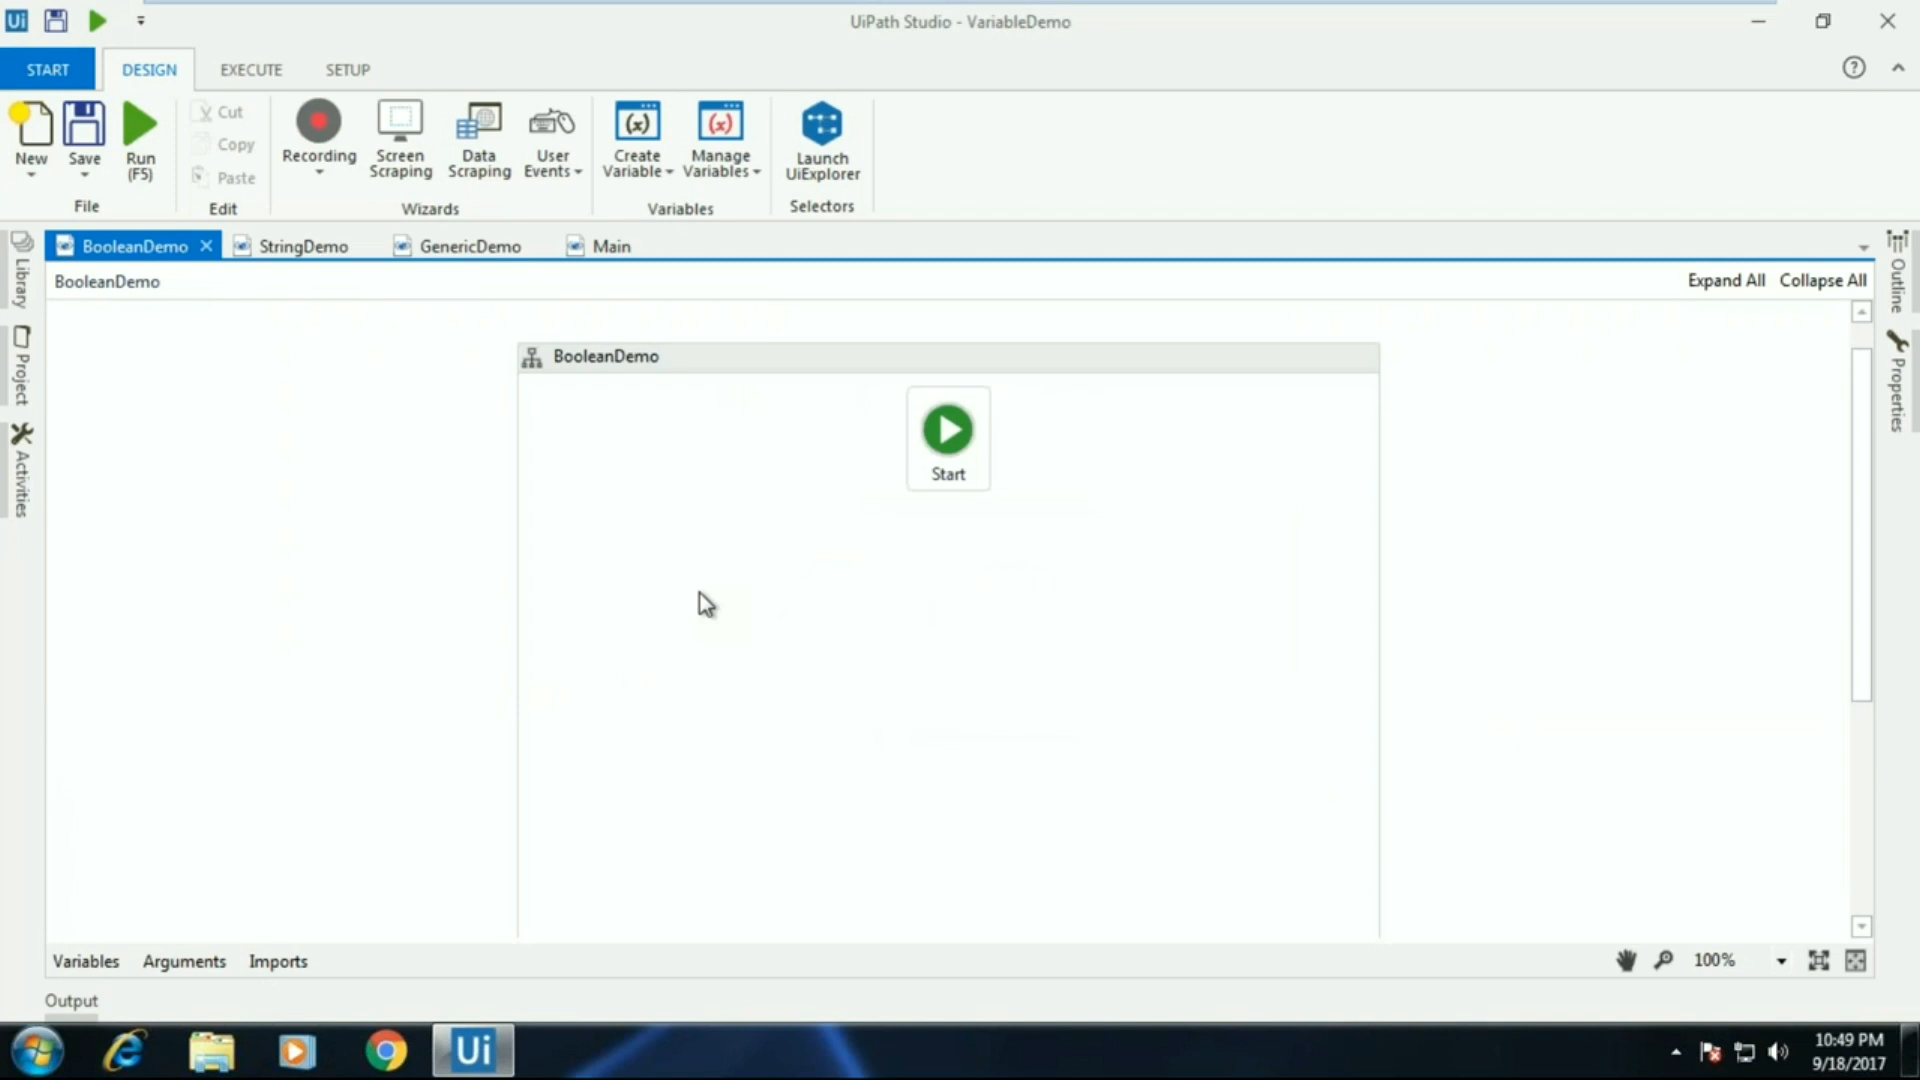 Ui
UiPath Studio - VariableDemo
START
DESIGN
EXECUTE
SETUP
New
Save
Run
(F5)
File
Cut
Copy
Paste
Edit
Recording
Screen
Scraping
Data
Scraping
User
Events
Wizards
(x)
Create
Variable
(x)
Manage
Variables
Variables
Launch
UiExplorer
Selectors
BooleanDemo
StringDemo
GenericDemo
Main
BooleanDemo
Expand All
Collapse All
Library
Project
Activities
Outline
Properties
BooleanDemo
Start
Variables
Arguments
Imports
100%
Output
Ui
10:49 PM
9/18/2017